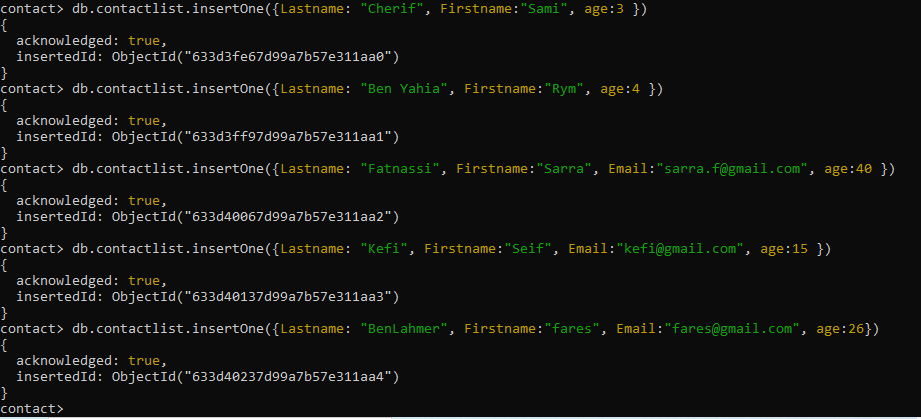 contact> db.contactlist.insertOne({Lastname: "Cherif", Firstname:"Sami", age:3 })
{
  acknowledged: true,
  insertedId: ObjectId("633d3fe67d99a7b57e311aa0")
}
contact> db.contactlist.insertOne({Lastname: "Ben Yahia", Firstname:"Rym", age:4 })
{
  acknowledged: true,
  insertedId: ObjectId("633d3ff97d99a7b57e311aa1")
}
contact> db.contactlist.insertOne({Lastname: "Fatnassi", Firstname:"Sarra", Email:"sarra.f@gmail.com", age:40 })
{
  acknowledged: true,
  insertedId: ObjectId("633d40067d99a7b57e311aa2")
}
contact> db.contactlist.insertOne({Lastname: "Kefi", Firstname:"Seif", Email:"kefi@gmail.com", age:15 })
{
  acknowledged: true,
  insertedId: ObjectId("633d40137d99a7b57e311aa3")
}
contact> db.contactlist.insertOne({Lastname: "BenLahmer", Firstname:"fares", Email:"fares@gmail.com", age:26})
{
  acknowledged: true,
  insertedId: ObjectId("633d40237d99a7b57e311aa4")
}
contact>